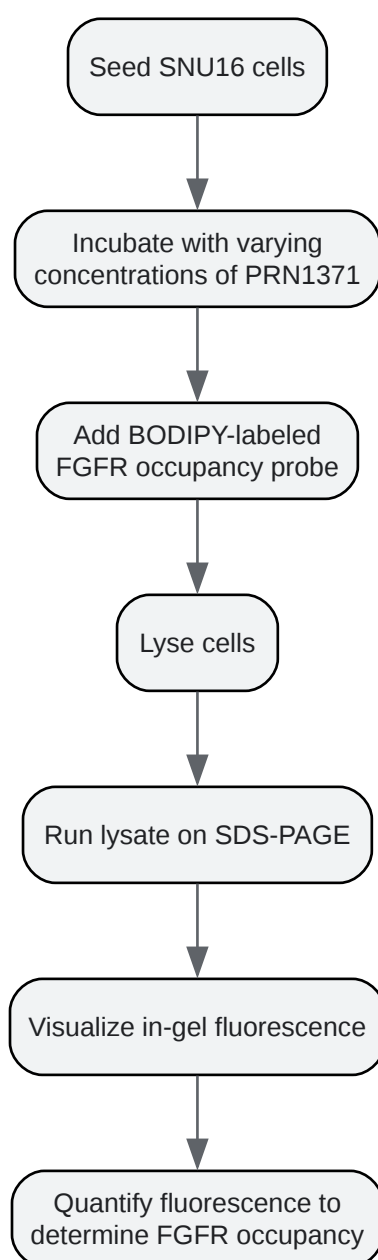 Seed SNU16 cells
Incubate with varying
concentrations of PRN1371
Add BODIPY-labeled
FGFR occupancy probe
Lyse cells
Run lysate on SDS-PAGE
Visualize in-gel fluorescence
Quantify fluorescence to
determine FGFR occupancy